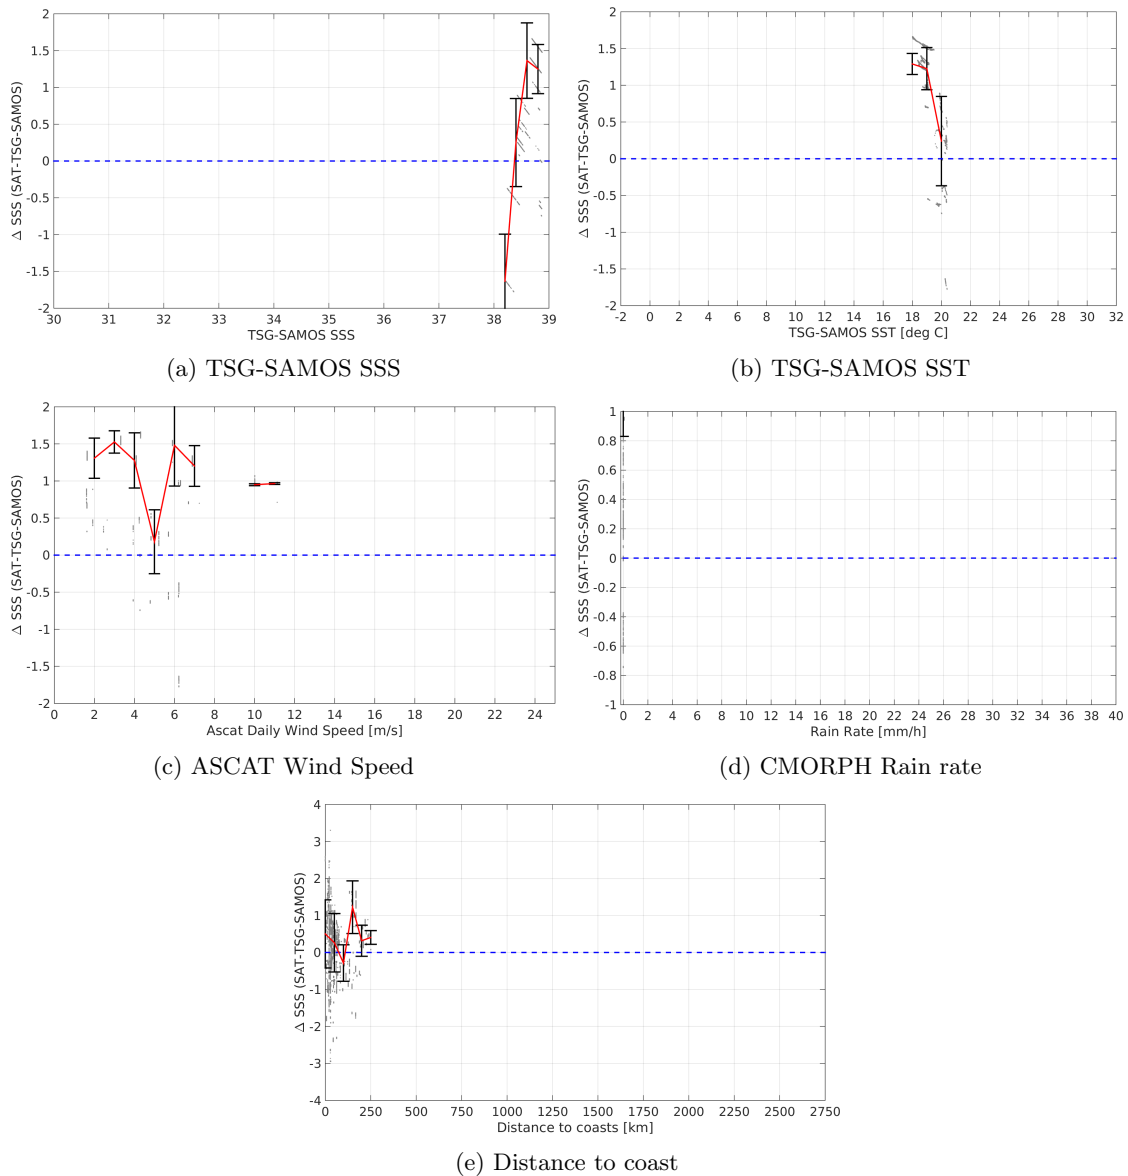 2
1.5
1
0.5
0
-0.5
-1
-1.5
-2
Δ SSS (SAT-TSG-SAMOS)
30 31 32 33 34 35 36 37 38 39
TSG-SAMOS SSS
(a) TSG-SAMOS SSS
2
1.5
1
0.5
0
-0.5
-1
-1.5
-2
Δ SSS (SAT-TSG-SAMOS)
-2 0 2 4 6 8 10 12 14 16 18 20 22 24 26 28 30 32
TSG-SAMOS SST [deg C]
(b) TSG-SAMOS SST
2
1.5
1
0.5
0
-0.5
-1
-1.5
-2
Δ SSS (SAT-TSG-SAMOS)
0 2 4 6 8 10 12 14 16 18 20 22 24
Ascat Daily Wind Speed [m/s]
(c) ASCAT Wind Speed
1
0.8
0.6
0.4
0.2
0
-0.2
-0.4
-0.6
-0.8
-1
Δ SSS (SAT-TSG-SAMOS)
0 2 4 6 8 10 12 14 16 18 20 22 24 26 28 30 32 34 36 38 40
Rain Rate [mm/h]
(d) CMORPH Rain rate
4
3
2
1
0
-1
-2
-3
-4
Δ SSS (SAT-TSG-SAMOS)
0 250 500 750 1000 1250 1500 1750 2000 2250 2500 2750
Distance to coasts [km]
(e) Distance to coast